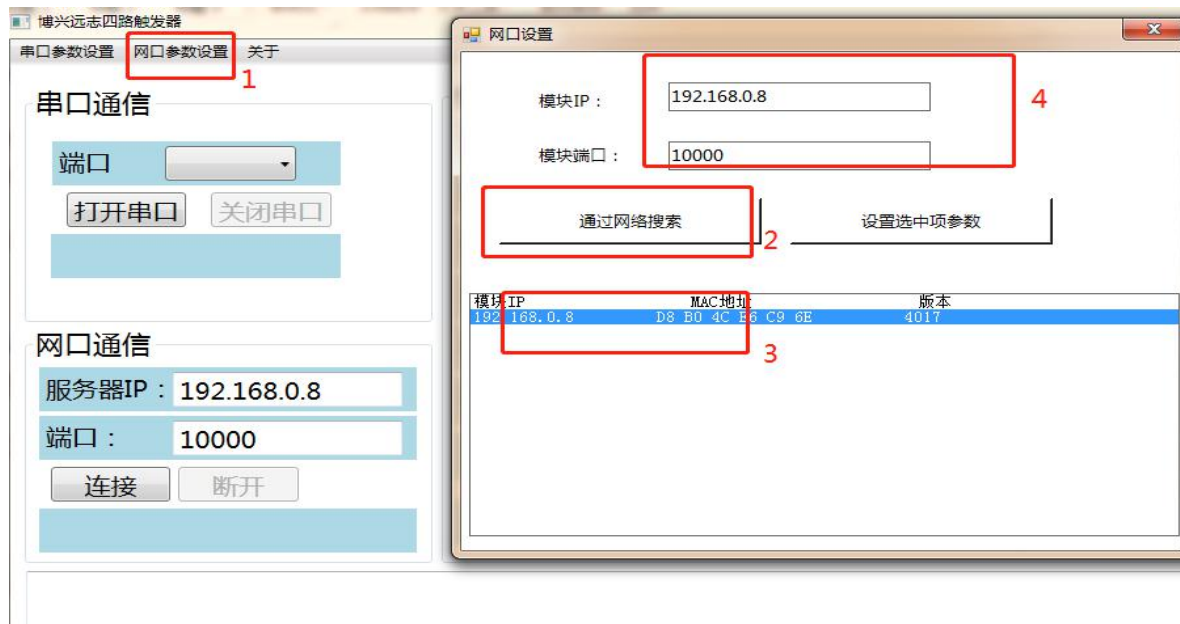 博兴远志四路触发器
串口参数设置 网口参数设置 关于
1
串口通信
端口
打开串口 关闭串口
网口通信
服务器IP： 192.168.0.8
端口： 10000
连接 断开
网口设置
模块IP： 192.168.0.8
4
模块端口： 10000
通过网络搜索 设置选中项参数
2
模块IP MAC地址 版本
192.168.0.8 D8 B0 4C E6 C9 6E 4017
3